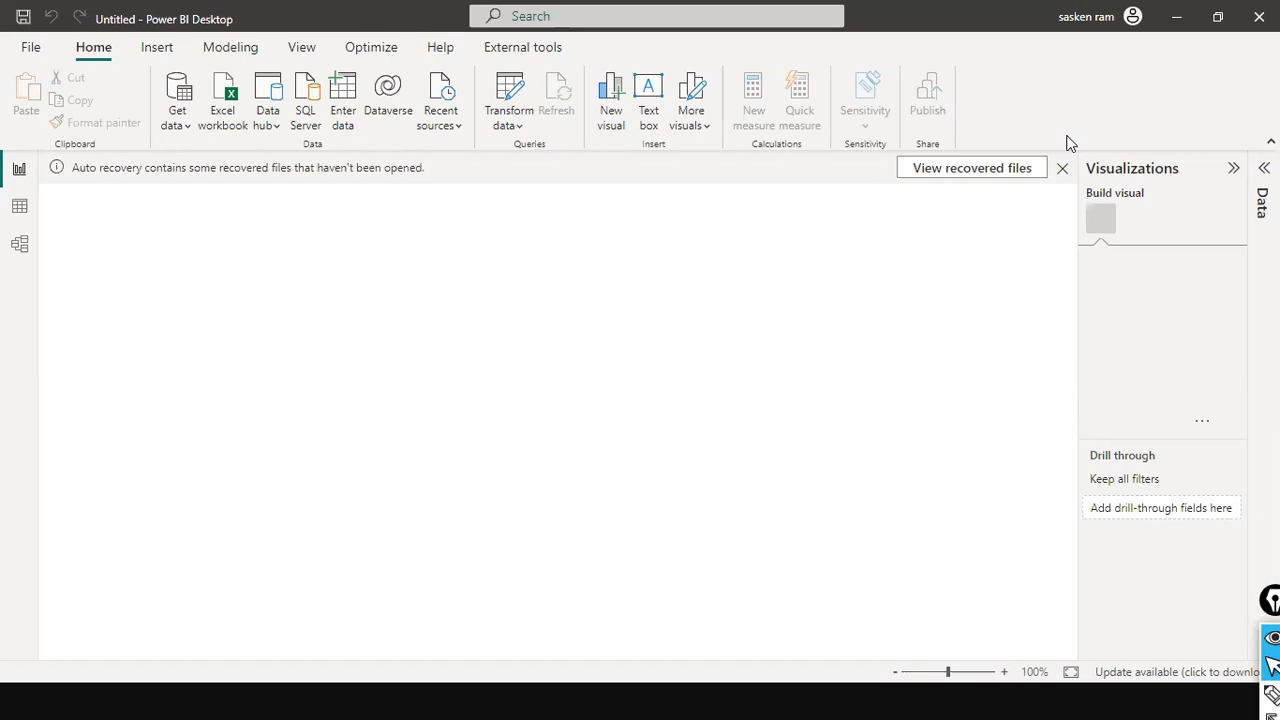 Untitled - Power BI Desktop
Search
sasken ram
File Home Insert Modeling View Optimize Help External tools
Paste
Cut
Copy
Format painter
Get data
Excel workbook
Data hub
SQL Server
Enter data
Dataverse
Recent sources
Transform data
Refresh
New visual
Text box
More visuals
New measure
Quick measure
Sensitivity
Publish
Clipboard Data Queries Insert Calculations Sensitivity Share
Auto recovery contains some recovered files that haven't been opened.
View recovered files
Visualizations
Build visual
Data
Drill through
Keep all filters
Add drill-through fields here
100%
Update available (click to downlo